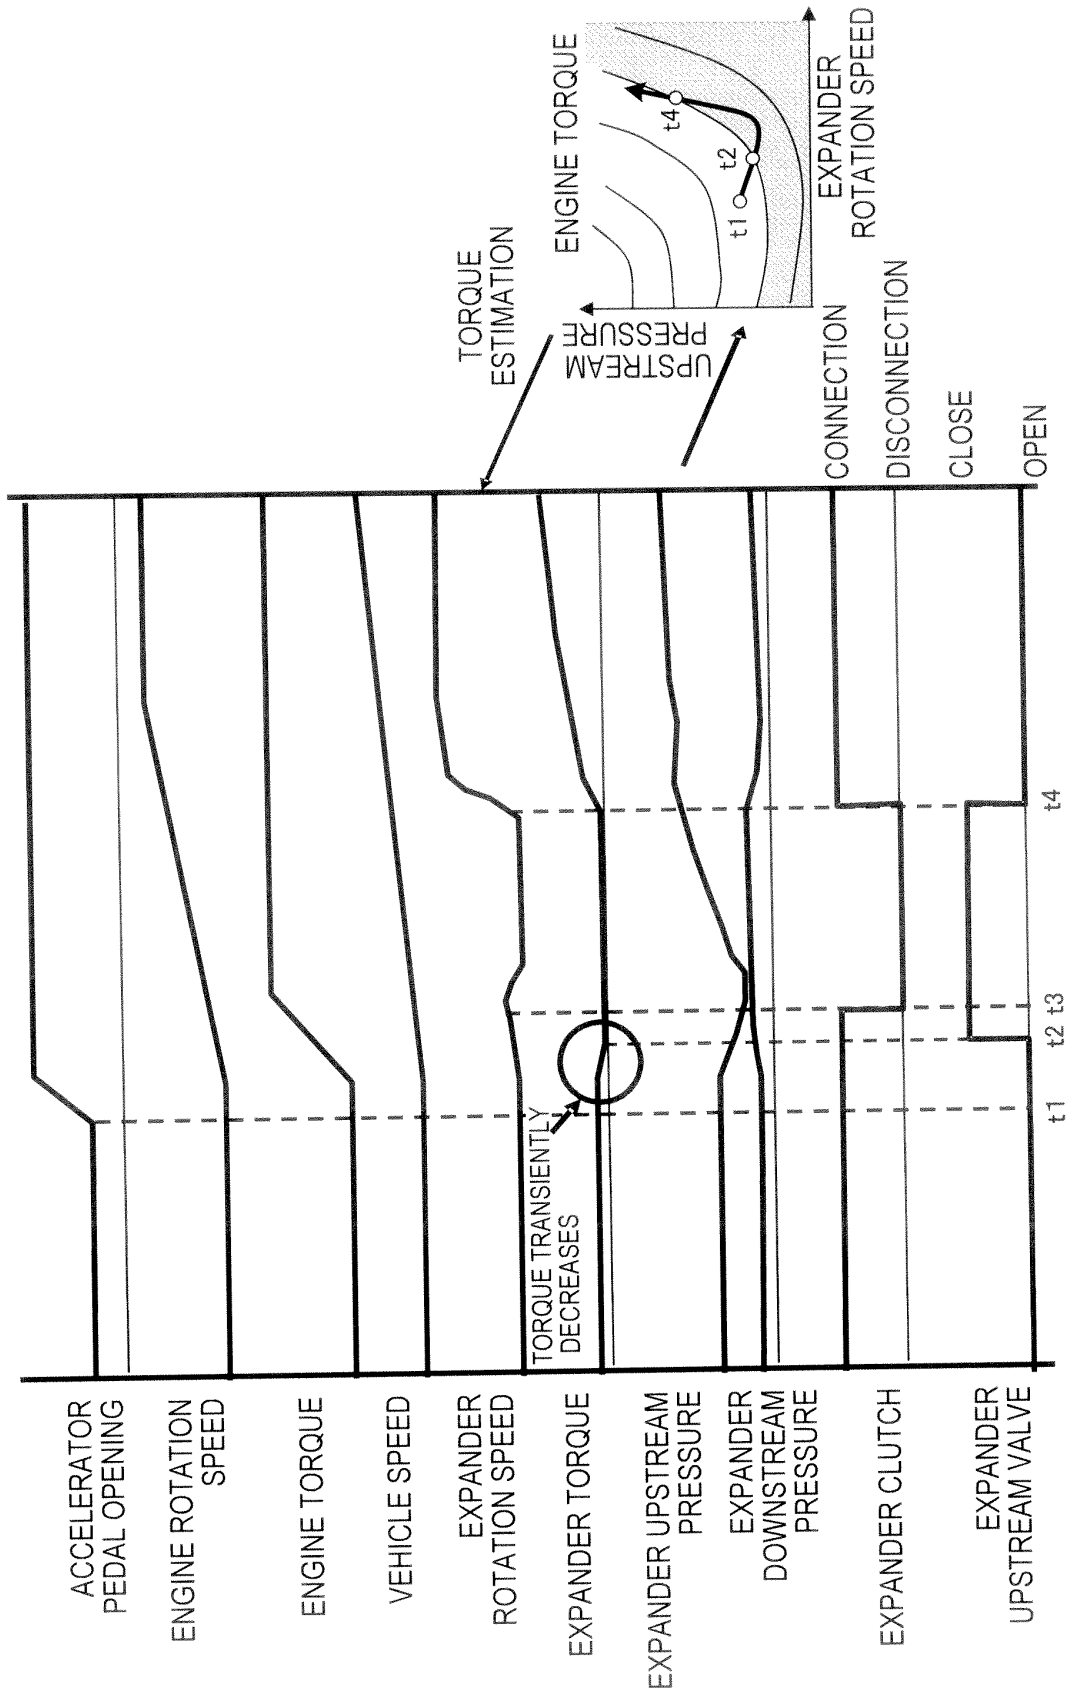 ACCELERATOR
PEDAL OPENING
ENGINE ROTATION
SPEED
ENGINE TORQUE
VEHICLE SPEED
EXPANDER
ROTATION SPEED
TORQUE TRANSIENTLY
DECREASES
EXPANDER TORQUE
EXPANDER UPSTREAM
PRESSURE
EXPANDER
DOWNSTREAM
PRESSURE
EXPANDER CLUTCH
EXPANDER
UPSTREAM VALVE
t1
t2
t3
t4
CONNECTION
DISCONNECTION
CLOSE
OPEN
TORQUE
ESTIMATION
ENGINE TORQUE
UPSTREAM
PRESSURE
t1
t2
t4
EXPANDER
ROTATION SPEED